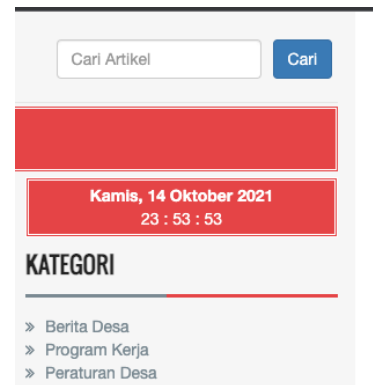 Cari Artikel
Cari
Kamis, 14 Oktober 2021
23 : 53 : 53
KATEGORI
» Berita Desa
» Program Kerja
» Peraturan Desa